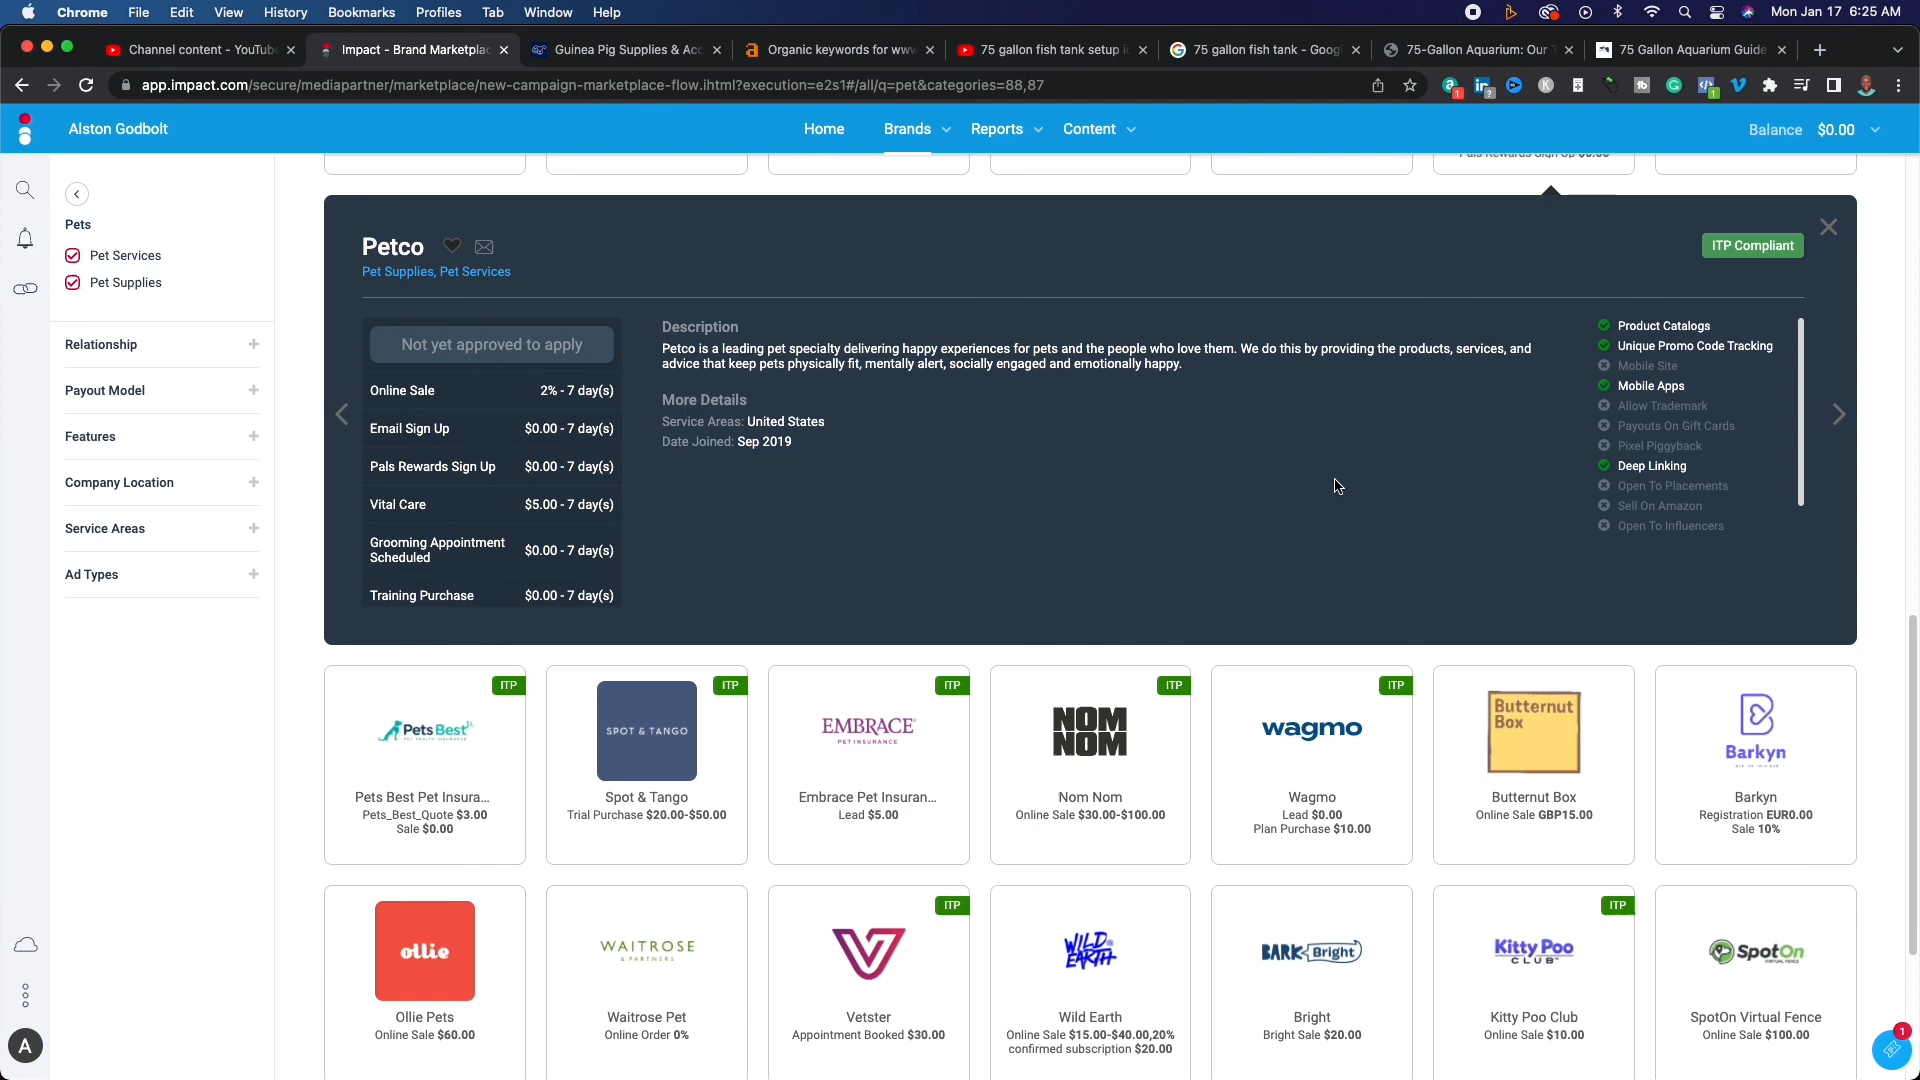 Chrome File Edit View History Bookmarks Profiles Tab Window Help
Mon Jan 17 6:25 AM
Channel content - YouTube
Impact - Brand Marketplac
Guinea Pig Supplies & Acc
Organic keywords for www
75 gallon fish tank setup i
75 gallon fish tank - Goog
75-Gallon Aquarium: Our T
75 Gallon Aquarium Guide
app.impact.com/secure/mediapartner/marketplace/new-campaign-marketplace-flow.ihtml?execution=e2s1#/all/q=pet&categories=88,87
Alston Godbolt
Home Brands Reports Content
Balance $0.00
Pals Rewards Sign Up $0.00
Pets
Pet Services
Pet Supplies
Relationship
Payout Model
Features
Company Location
Service Areas
Ad Types
A
Petco
Pet Supplies, Pet Services
ITP Compliant
Not yet approved to apply
Online Sale 2% - 7 day(s)
Email Sign Up $0.00 - 7 day(s)
Pals Rewards Sign Up $0.00 - 7 day(s)
Vital Care $5.00 - 7 day(s)
Grooming Appointment
Scheduled $0.00 - 7 day(s)
Training Purchase $0.00 - 7 day(s)
Description
Petco is a leading pet specialty delivering happy experiences for pets and the people who love them. We do this by providing the products, services, and
advice that keep pets physically fit, mentally alert, socially engaged and emotionally happy.
More Details
Service Areas: United States
Date Joined: Sep 2019
Product Catalogs
Unique Promo Code Tracking
Mobile Site
Mobile Apps
Allow Trademark
Payouts On Gift Cards
Pixel Piggyback
Deep Linking
Open To Placements
Sell On Amazon
Open To Influencers
ITP
Pets Best
Pets Best Pet Insura...
Pets_Best_Quote $3.00
Sale $0.00
ITP
SPOT & TANGO
Spot & Tango
Trial Purchase $20.00-$50.00
ITP
EMBRACE
PET INSURANCE
Embrace Pet Insuran...
Lead $5.00
ITP
NOM
NOM
Nom Nom
Online Sale $30.00-$100.00
ITP
wagmo
Wagmo
Lead $0.00
Plan Purchase $10.00
Butternut
Box
Butternut Box
Online Sale GBP15.00
Barkyn
Barkyn
Registration EUR0.00
Sale 10%
ollie
Ollie Pets
Online Sale $60.00
WAITROSE
& PARTNERS
Waitrose Pet
Online Order 0%
ITP
Vetster
Appointment Booked $30.00
WILD
EARTH
Wild Earth
Online Sale $15.00-$40.00,20%
confirmed subscription $20.00
BARK Bright
Bright
Bright Sale $20.00
ITP
Kitty Poo
CLUB
Kitty Poo Club
Online Sale $10.00
SpotOn
VIRTUAL FENCE
SpotOn Virtual Fence
Online Sale $100.00
1